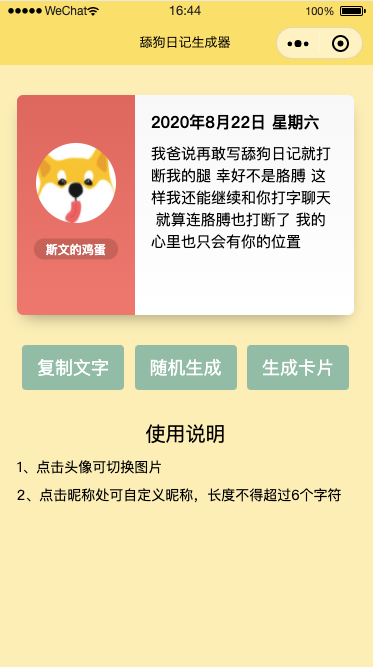 WeChat 16:44 100%
舔狗日记生成器
2020年8月22日 星期六
我爸说再敢写舔狗日记就打
断我的腿 幸好不是胳膊 这
样我还能继续和你打字聊天
就算连胳膊也打断了 我的
心里也只会有你的位置
斯文的鸡蛋
复制文字 随机生成 生成卡片
使用说明
1、点击头像可切换图片
2、点击昵称处可自定义昵称，长度不得超过6个字符